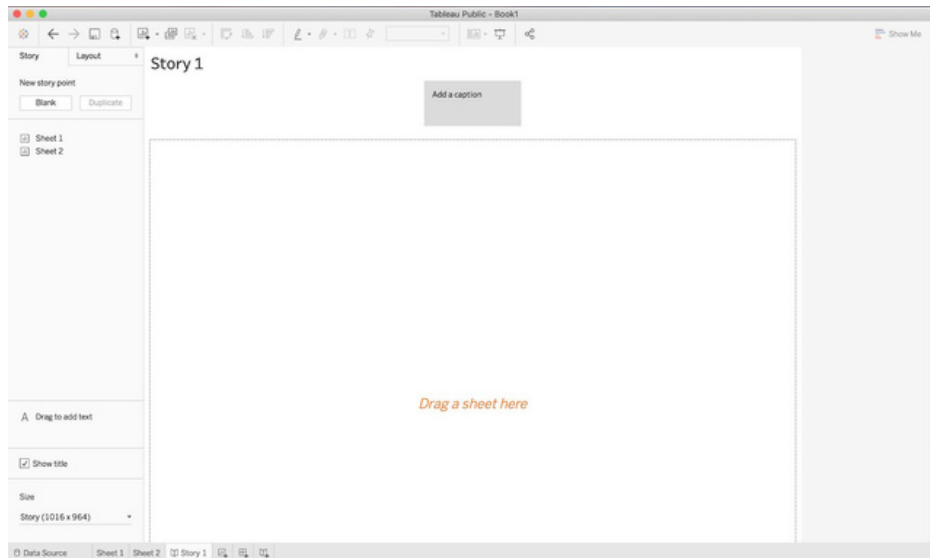 Tableau Public - Book1
Show Me
Story Layout
New story point
Blank Duplicate
Sheet 1
Sheet 2
Story 1
Add a caption
Drag a sheet here
A Drag to add text
Show title
Size
Story (1016 x 964)
Data Source Sheet 1 Sheet 2 Story 1